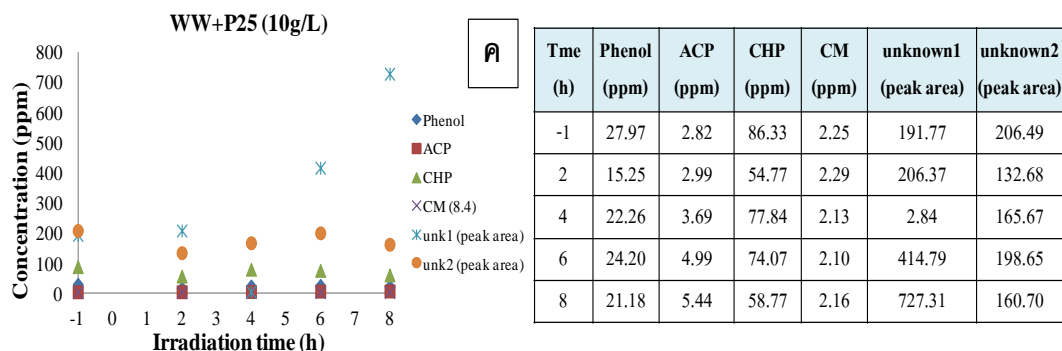 WW+P25 (10g/L)
Concentration (ppm)
800
700
600
500
400
300
200
100
0
-1 0 1 2 3 4 5 6 7 8
Irradiation time (h)
Phenol
ACP
CHP
CM (8.4)
unk1 (peak area)
unk2 (peak area)
ค
Tme (h) Phenol (ppm) ACP (ppm) CHP (ppm) CM (ppm) unknown1 (peak area) unknown2 (peak area)
-1 27.97 2.82 86.33 2.25 191.77 206.49
2 15.25 2.99 54.77 2.29 206.37 132.68
4 22.26 3.69 77.84 2.13 2.84 165.67
6 24.20 4.99 74.07 2.10 414.79 198.65
8 21.18 5.44 58.77 2.16 727.31 160.70